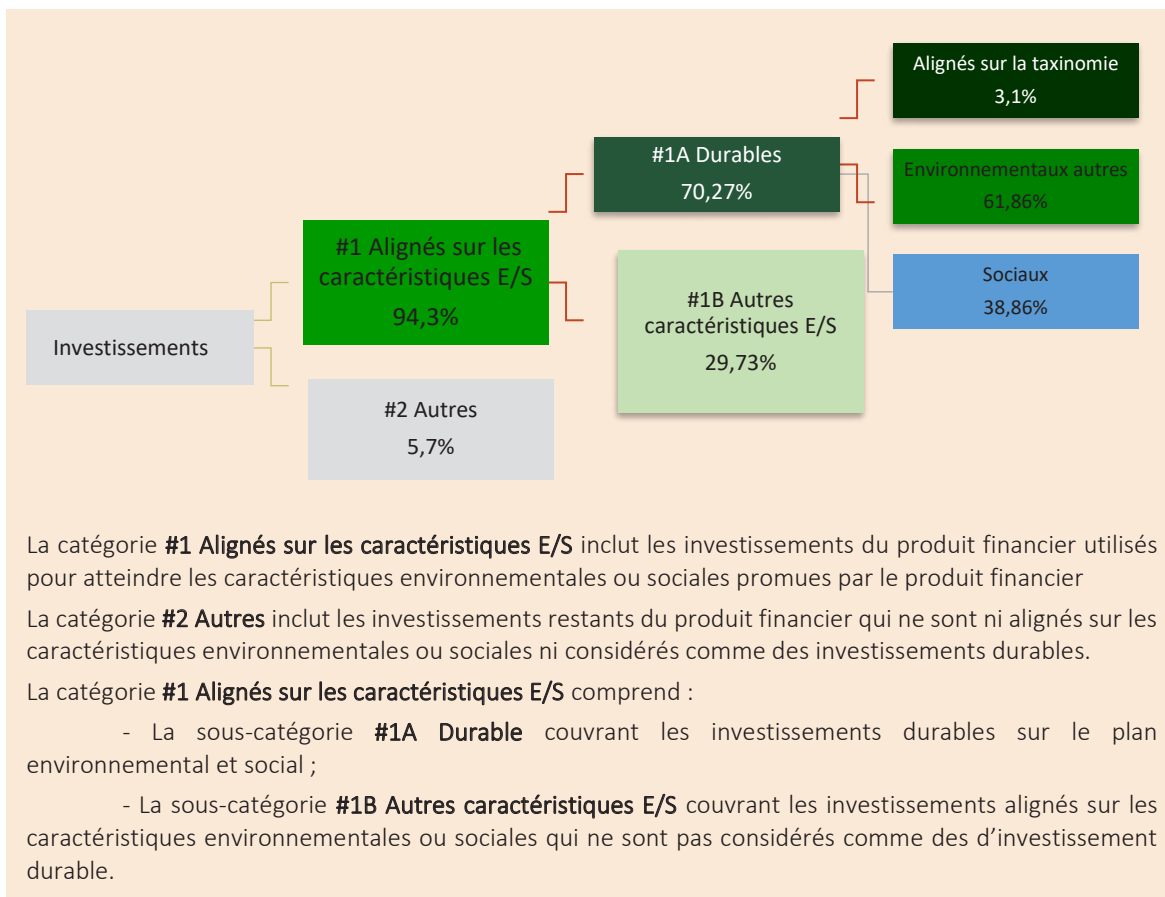 Alignés sur la taxinomie
3,1%
#1A Durables
70,27%
Environnementaux autres
61,86%
#1 Alignés sur les
caractéristiques E/S
94,3%
Sociaux
38,86%
#1B Autres
caractéristiques E/S
29,73%
Investissements
#2 Autres
5,7%
La catégorie #1 Alignés sur les caractéristiques E/S inclut les investissements du produit financier utilisés
pour atteindre les caractéristiques environnementales ou sociales promues par le produit financier
La catégorie #2 Autres inclut les investissements restants du produit financier qui ne sont ni alignés sur les
caractéristiques environnementales ou sociales ni considérés comme des investissements durables.
La catégorie #1 Alignés sur les caractéristiques E/S comprend :
- La sous-catégorie #1A Durable couvrant les investissements durables sur le plan
environnemental et social ;
- La sous-catégorie #1B Autres caractéristiques E/S couvrant les investissements alignés sur les
caractéristiques environnementales ou sociales qui ne sont pas considérés comme des d’investissement
durable.